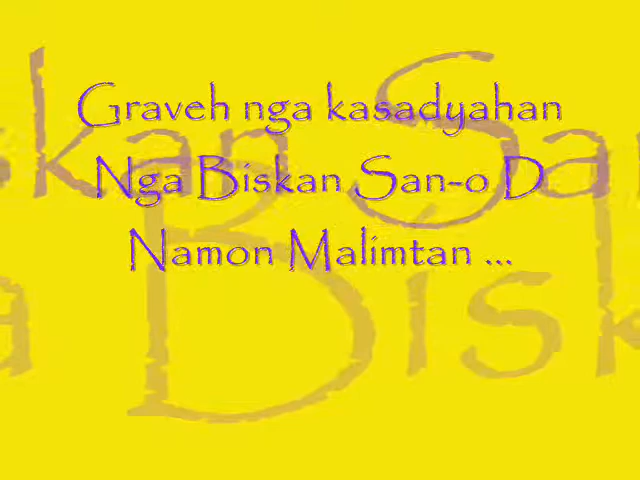 Graveh nga kasadyahan
Nga Biskan San-o D
Namon Malimtan ...